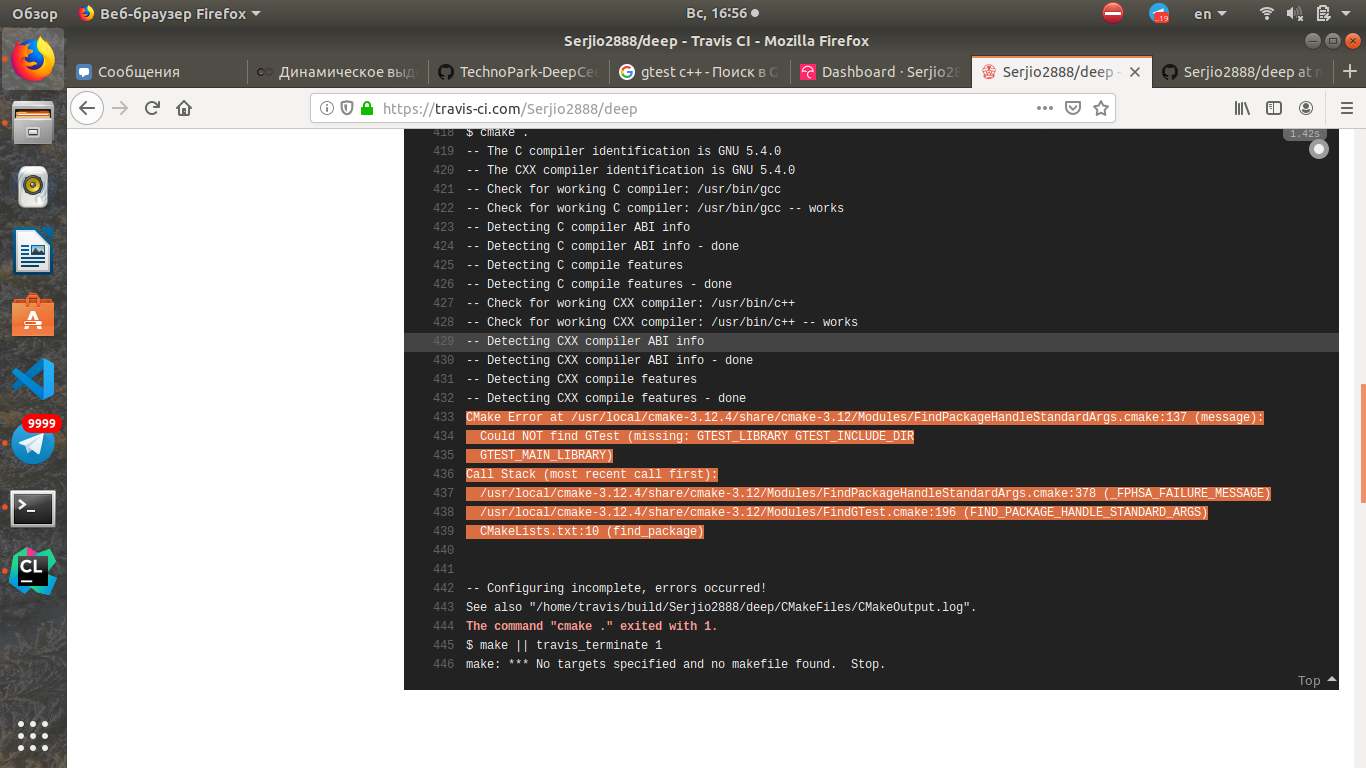 Обзор
Веб-браузер Firefox
Вс, 16:56
19
en
Serjio2888/deep - Travis CI - Mozilla Firefox
Сообщения
Динамическое выд
TechnoPark-DeepCe
gtest c++ - Поиск в G
Dashboard · Serjio2
Serjio2888/deep -
Serjio2888/deep at m
https://travis-ci.com/Serjio2888/deep
418 $ cmake .
1.42s
419 -- The C compiler identification is GNU 5.4.0
420 -- The CXX compiler identification is GNU 5.4.0
421 -- Check for working C compiler: /usr/bin/gcc
422 -- Check for working C compiler: /usr/bin/gcc -- works
423 -- Detecting C compiler ABI info
424 -- Detecting C compiler ABI info - done
425 -- Detecting C compile features
426 -- Detecting C compile features - done
427 -- Check for working CXX compiler: /usr/bin/c++
428 -- Check for working CXX compiler: /usr/bin/c++ -- works
429 -- Detecting CXX compiler ABI info
430 -- Detecting CXX compiler ABI info - done
431 -- Detecting CXX compile features
432 -- Detecting CXX compile features - done
433 CMake Error at /usr/local/cmake-3.12.4/share/cmake-3.12/Modules/FindPackageHandleStandardArgs.cmake:137 (message):
434 Could NOT find GTest (missing: GTEST_LIBRARY GTEST_INCLUDE_DIR
435 GTEST_MAIN_LIBRARY)
436 Call Stack (most recent call first):
437 /usr/local/cmake-3.12.4/share/cmake-3.12/Modules/FindPackageHandleStandardArgs.cmake:378 (_FPHSA_FAILURE_MESSAGE)
438 /usr/local/cmake-3.12.4/share/cmake-3.12/Modules/FindGTest.cmake:196 (FIND_PACKAGE_HANDLE_STANDARD_ARGS)
439 CMakeLists.txt:10 (find_package)
440
441
442 -- Configuring incomplete, errors occurred!
443 See also "/home/travis/build/Serjio2888/deep/CMakeFiles/CMakeOutput.log".
444 The command "cmake ." exited with 1.
445 $ make || travis_terminate 1
446 make: *** No targets specified and no makefile found.  Stop.
Top
9999
CL